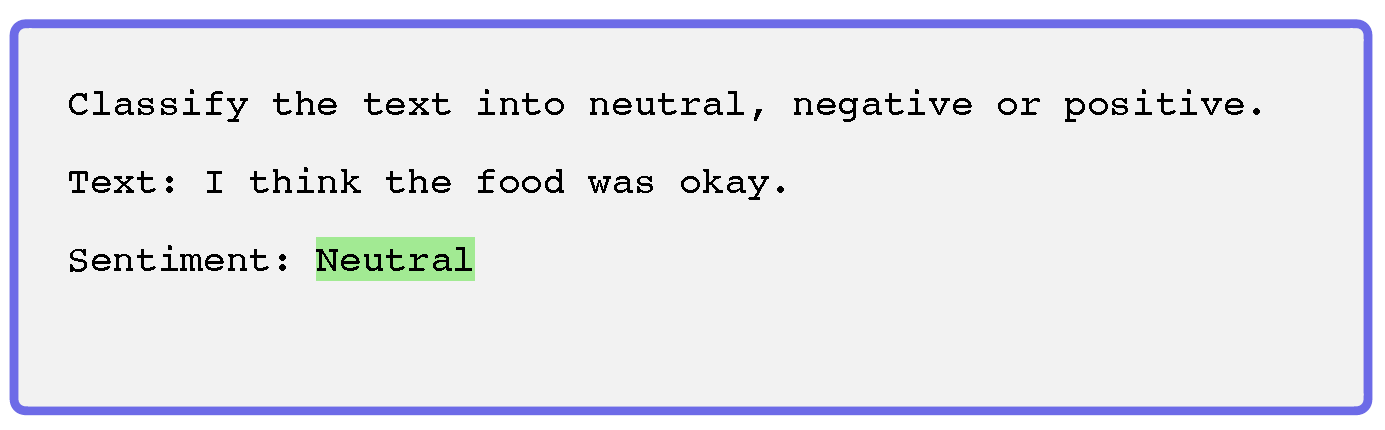 Classify the text into neutral, negative or positive.
Text: I think the food was okay.
Sentiment: Neutral